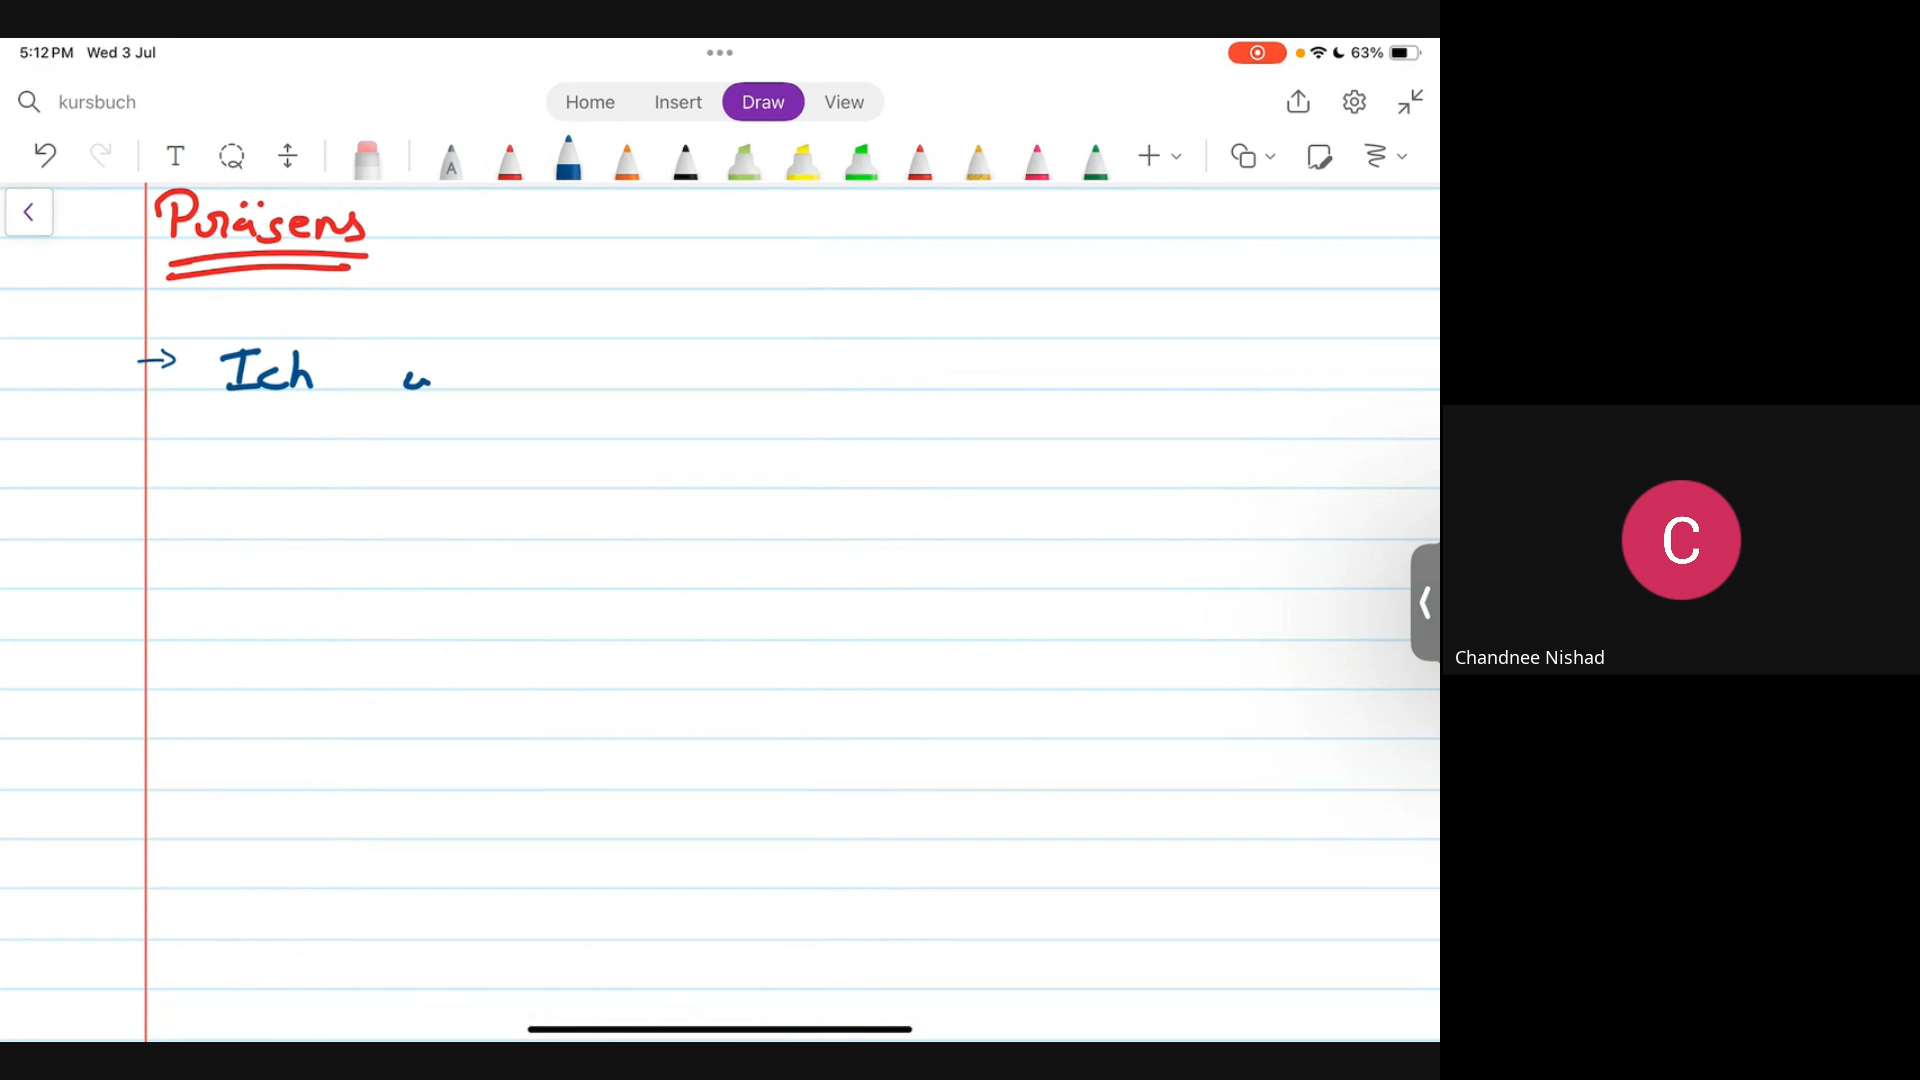 5:12 PM Wed 3 Jul 63%
kursbuch Home Insert Draw View
T A
Präsens
→ Ich
C
Chandnee Nishad